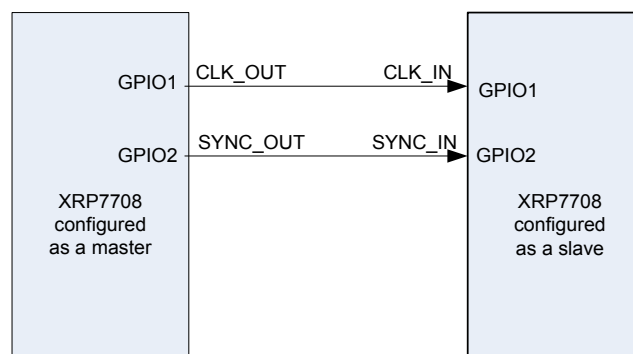 GPIO1 CLK_OUT CLK_IN GPIO1
GPIO2 SYNC_OUT SYNC_IN GPIO2
XRP7708
configured
as a master
XRP7708
configured
as a slave